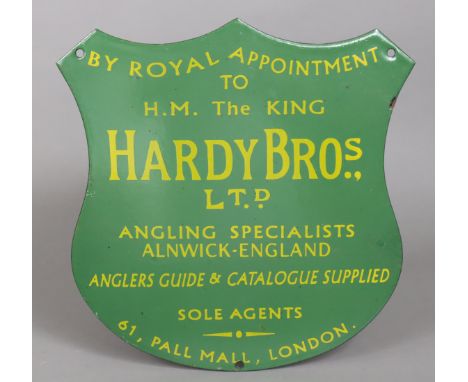 BY ROYAL APPOINTMENT
TO
H.M. The KING
HARDY BROS.,
LTD.
ANGLING SPECIALISTS
ALNWICK-ENGLAND
ANGLERS GUIDE & CATALOGUE SUPPLIED
SOLE AGENTS
61, PALL MALL, LONDON.